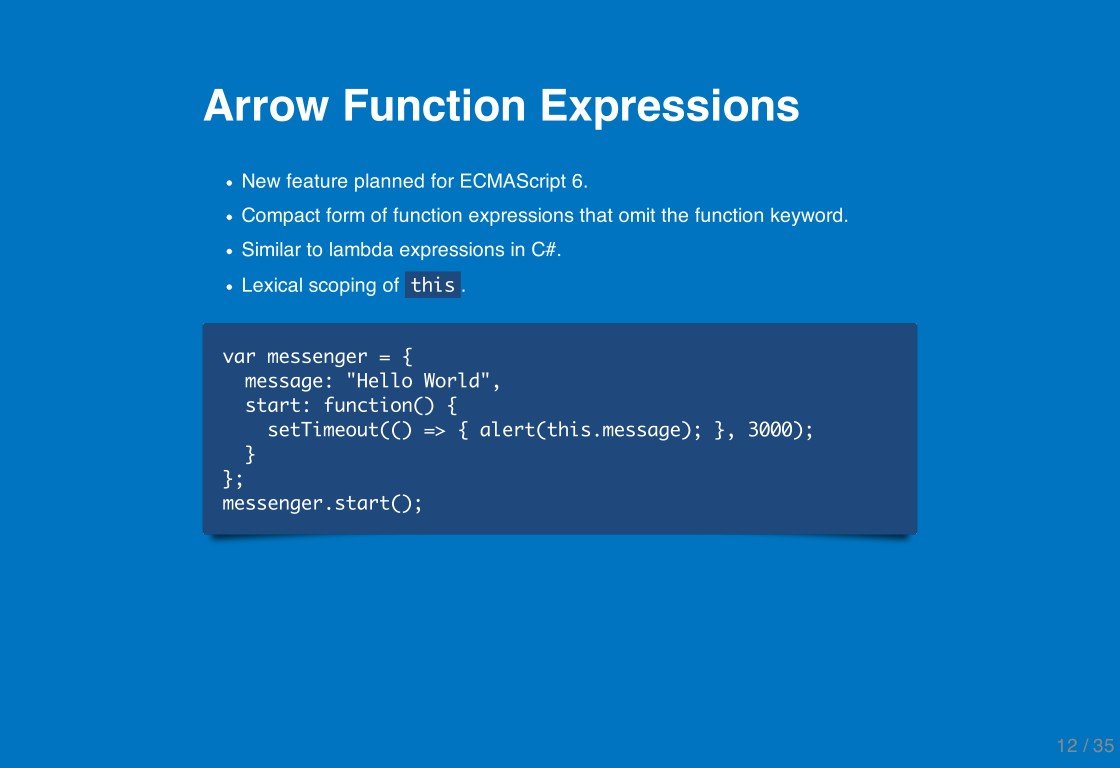 Arrow Function Expressions
• New feature planned for ECMAScript 6.
• Compact form of function expressions that omit the function keyword.
• Similar to lambda expressions in C#.
• Lexical scoping of this.
var messenger = {
  message: "Hello World",
  start: function() {
    setTimeout(() => { alert(this.message); }, 3000);
  }
};
messenger.start();
12 / 35